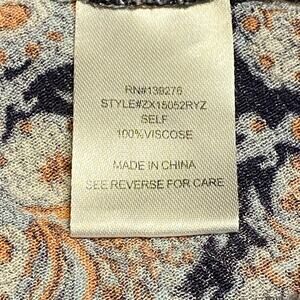 RN#139276
STYLE#ZX15052RYZ
SELF
100%VISCOSE
MADE IN CHINA
SEE REVERSE FOR CARE